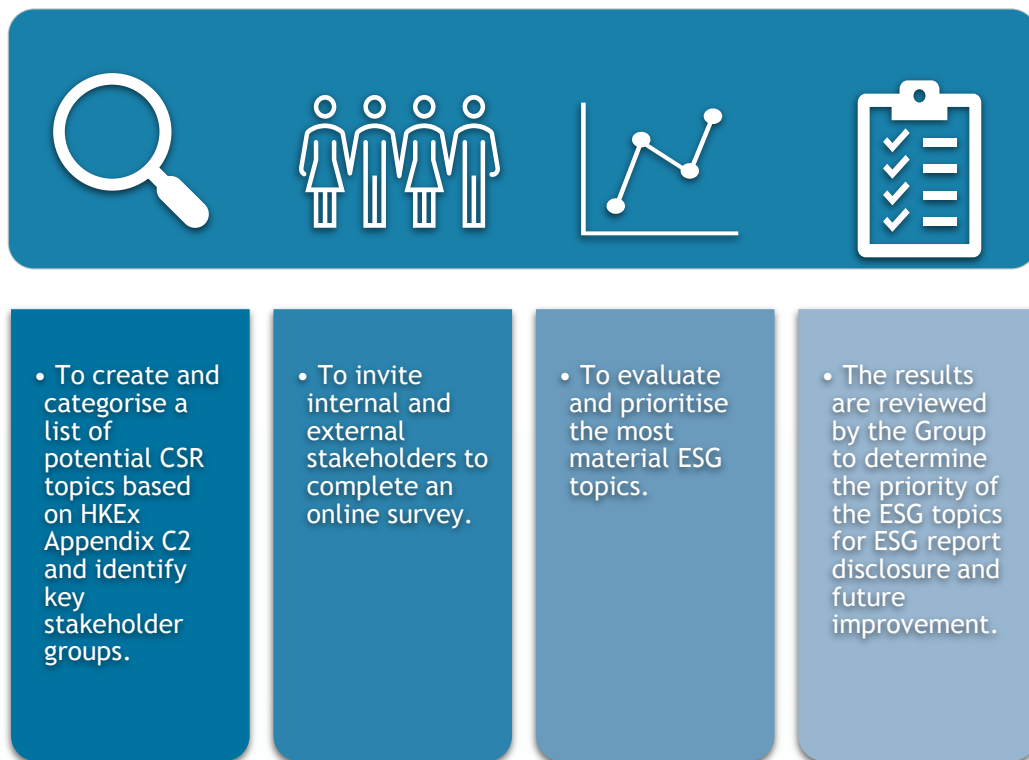 • To create and
categorise a
list of
potential CSR
topics based
on HKEx
Appendix C2
and identify
key
stakeholder
groups.
• To invite
internal and
external
stakeholders to
complete an
online survey.
• To evaluate
and prioritise
the most
material ESG
topics.
• The results
are reviewed
by the Group
to determine
the priority of
the ESG topics
for ESG report
disclosure and
future
improvement.